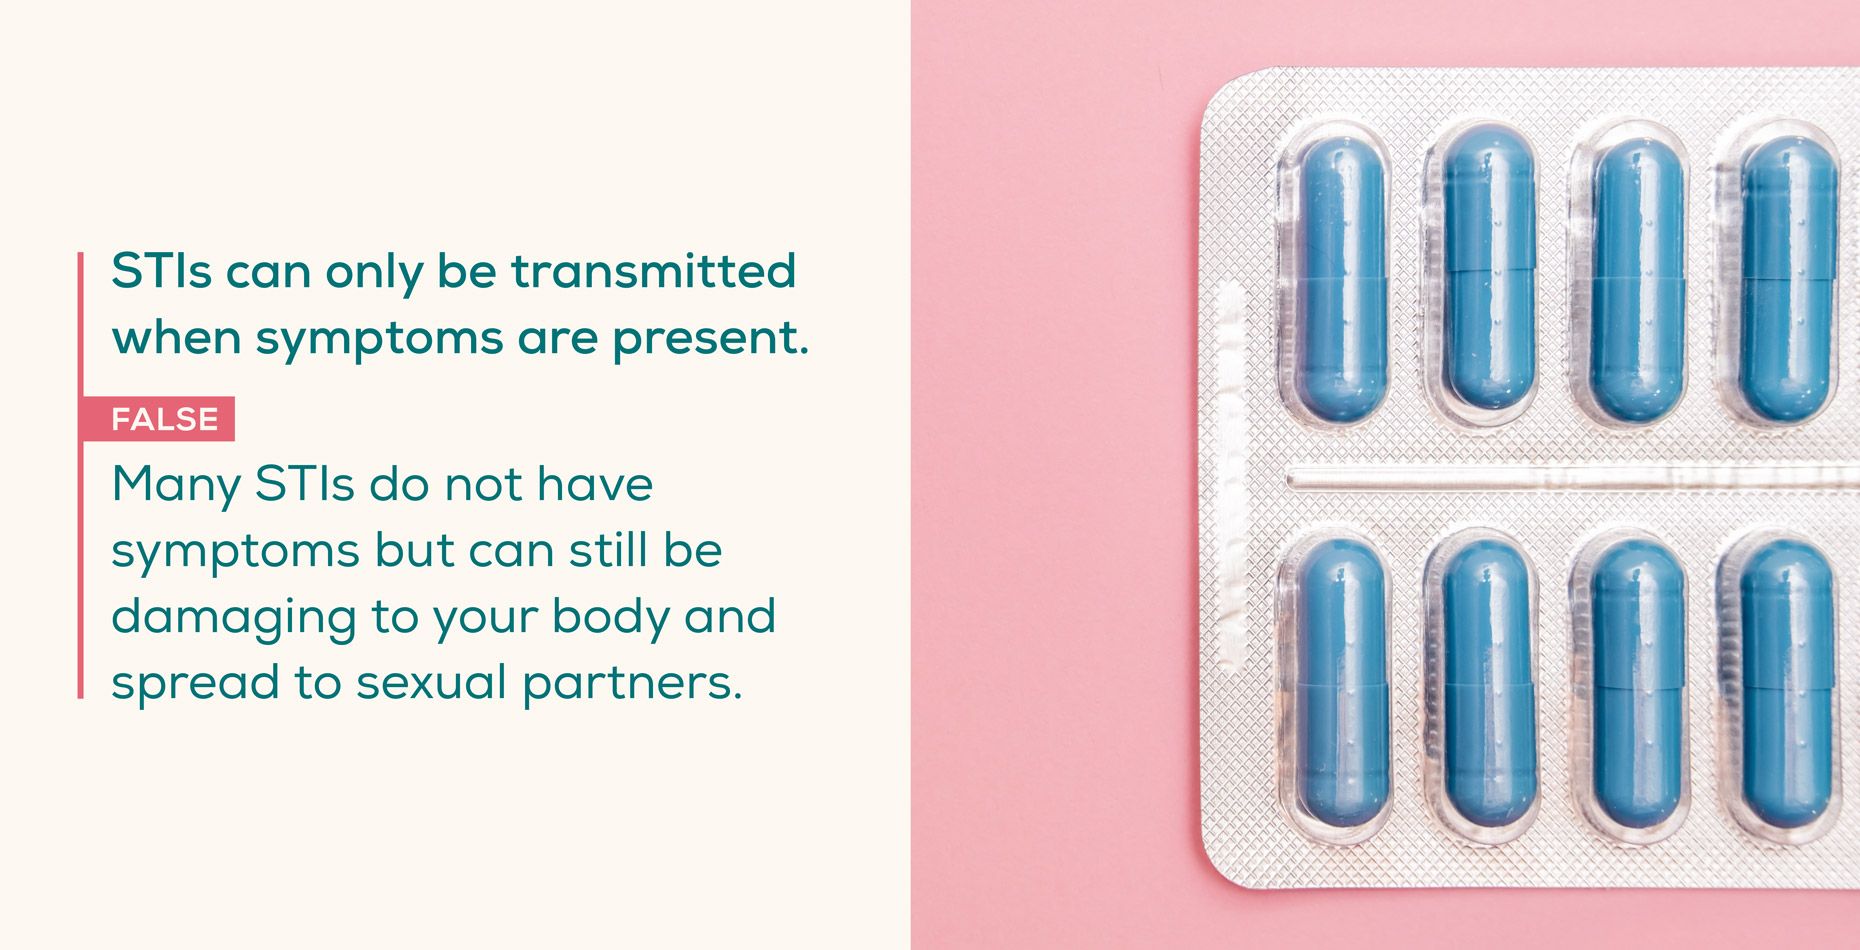 STIs can only be transmitted
when symptoms are present.
FALSE
Many STIs do not have
symptoms but can still be
damaging to your body and
spread to sexual partners.